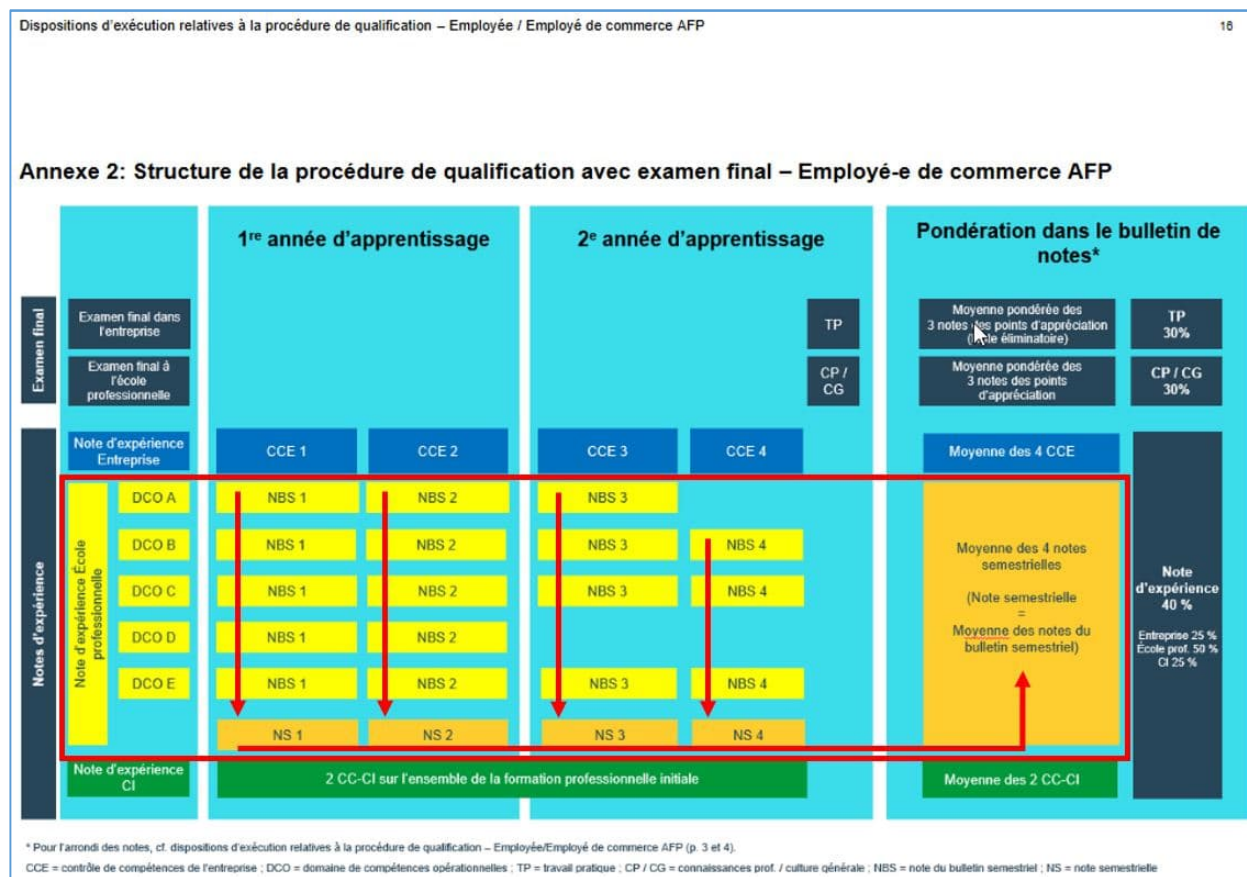 Dispositions d'exécution relatives à la procédure de qualification – Employée / Employé de commerce AFP
16
Annexe 2: Structure de la procédure de qualification avec examen final – Employé-e de commerce AFP
1re année d'apprentissage
2e année d'apprentissage
Pondération dans le bulletin de
notes*
Examen final
Examen final dans
l'entreprise
TP
Moyenne pondérée des
3 notes des points d'appréciation
éliminatoire)
TP
30%
Examen final à
l'école
professionnelle
CP /
CG
Moyenne pondérée des
3 notes des points
d'appréciation
CP / CG
30%
Notes d'expérience
Note d'expérience
Entreprise
CCE 1
CCE 2
CCE 3
CCE 4
Moyenne des 4 CCE
Note d'expérience École
professionnelle
DCO A
NBS 1
NBS 2
NBS 3
DCO B
NBS 1
NBS 2
NBS 3
NBS 4
DCO C
NBS 1
NBS 2
NBS 3
NBS 4
DCO D
NBS 1
NBS 2
DCO E
NBS 1
NBS 2
NBS 3
NBS 4
NS 1
NS 2
NS 3
NS 4
Moyenne des 4 notes
semestrielles
(Note semestrielle
=
Moyenne des notes du
bulletin semestriel)
Note
d'expérience
40 %
Entreprise 25 %
École prof. 50 %
CI 25 %
Note d'expérience
CI
2 CC-CI sur l'ensemble de la formation professionnelle initiale
Moyenne des 2 CC-CI
* Pour l'arrondi des notes, cf. dispositions d'exécution relatives à la procédure de qualification – Employée/Employé de commerce AFP (p. 3 et 4).
CCE = contrôle de compétences de l'entreprise ; DCO = domaine de compétences opérationnelles ; TP = travail pratique ; CP / CG = connaissances prof. / culture générale ; NBS = note du bulletin semestriel ; NS = note semestrielle